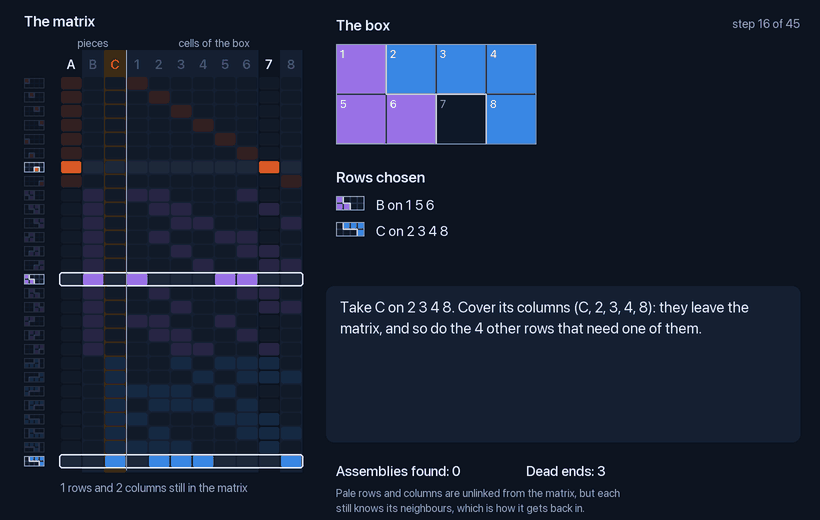 The matrix
pieces cells of the box
A B C 1 2 3 4 5 6 7 8
1 rows and 2 columns still in the matrix
The box
step 16 of 45
1 2 3 4
5 6 7 8
Rows chosen
B on 1 5 6
C on 2 3 4 8
Take C on 2 3 4 8. Cover its columns (C, 2, 3, 4, 8): they leave the
matrix, and so do the 4 other rows that need one of them.
Assemblies found: 0 Dead ends: 3
Pale rows and columns are unlinked from the matrix, but each
still knows its neighbours, which is how it gets back in.